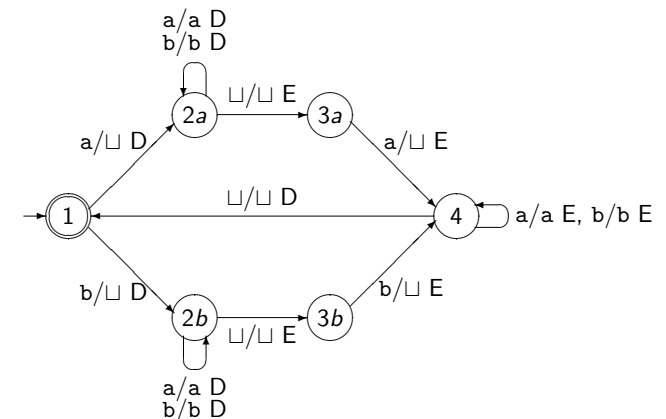 a/a D
b/b D
⊔/⊔ E
2a
3a
a/⊔ D
a/⊔ E
⊔/⊔ D
1
4
a/a E, b/b E
b/⊔ D
b/⊔ E
2b
3b
⊔/⊔ E
a/a D
b/b D